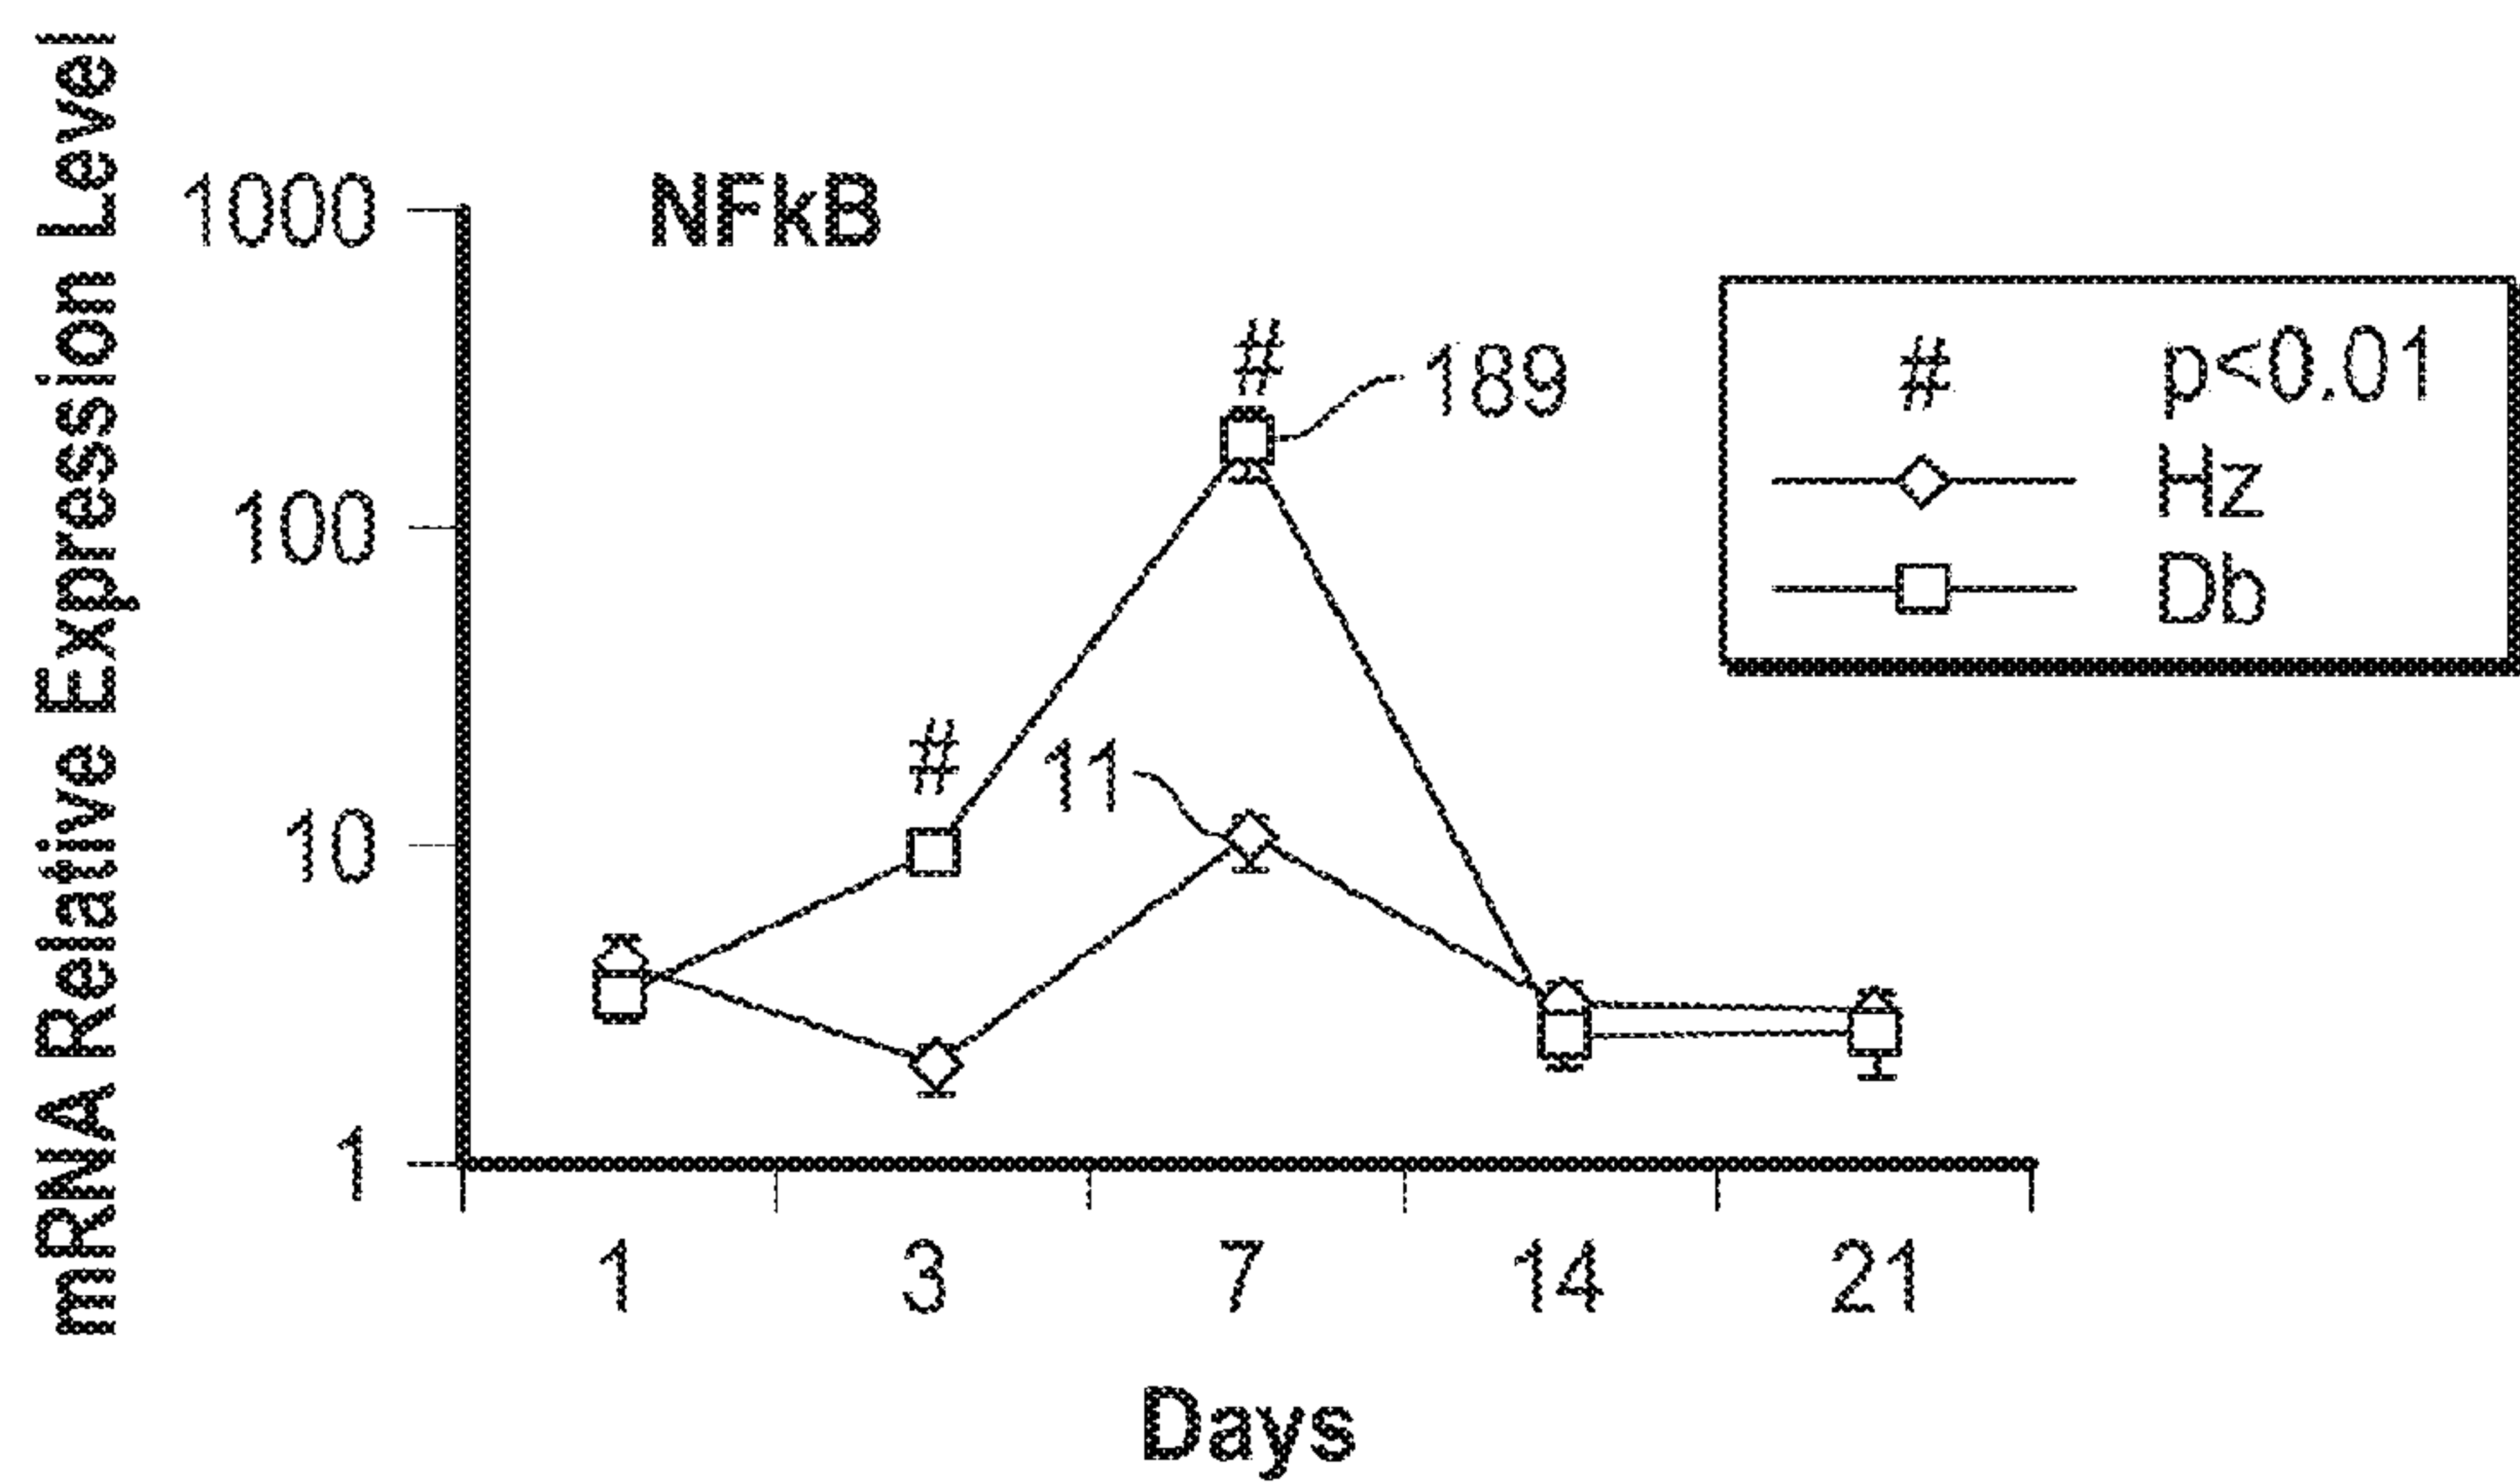 mRNA Relative Expression Level
1000
100
10
1
NFkB
#
189
#
11
# p<0.01
Hz
Db
1 3 7 14 21
Days